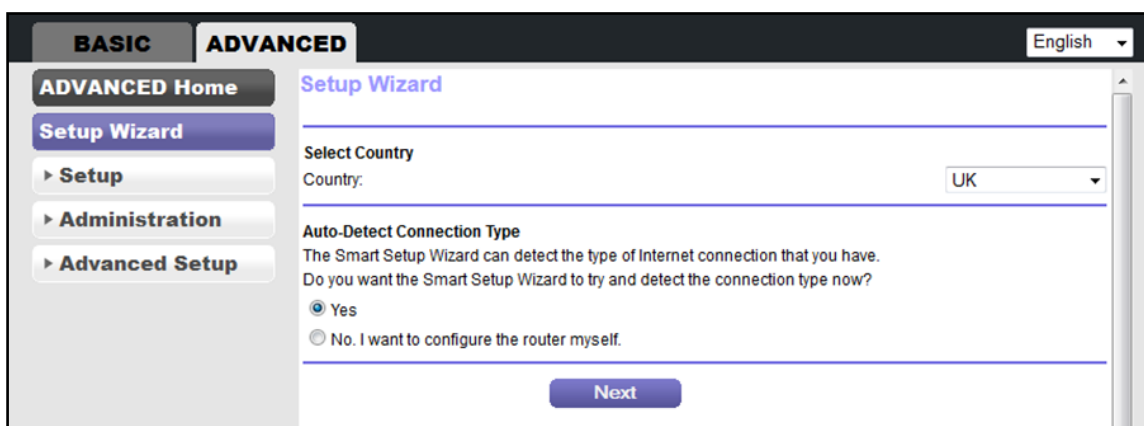 BASIC
ADVANCED
English
ADVANCED Home
Setup Wizard
Setup
Administration
Advanced Setup
Setup Wizard
Select Country
Country:
UK
Auto-Detect Connection Type
The Smart Setup Wizard can detect the type of Internet connection that you have.
Do you want the Smart Setup Wizard to try and detect the connection type now?
Yes
No. I want to configure the router myself.
Next